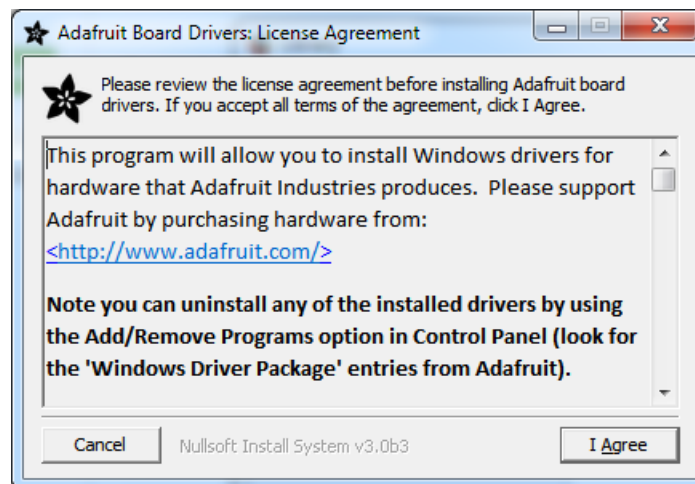 Adafruit Board Drivers: License Agreement
Please review the license agreement before installing Adafruit board
drivers. If you accept all terms of the agreement, click I Agree.
This program will allow you to install Windows drivers for
hardware that Adafruit Industries produces.  Please support
Adafruit by purchasing hardware from:
<http://www.adafruit.com/>
Note you can uninstall any of the installed drivers by using
the Add/Remove Programs option in Control Panel (look for
the 'Windows Driver Package' entries from Adafruit).
Cancel
Nullsoft Install System v3.0b3
I Agree